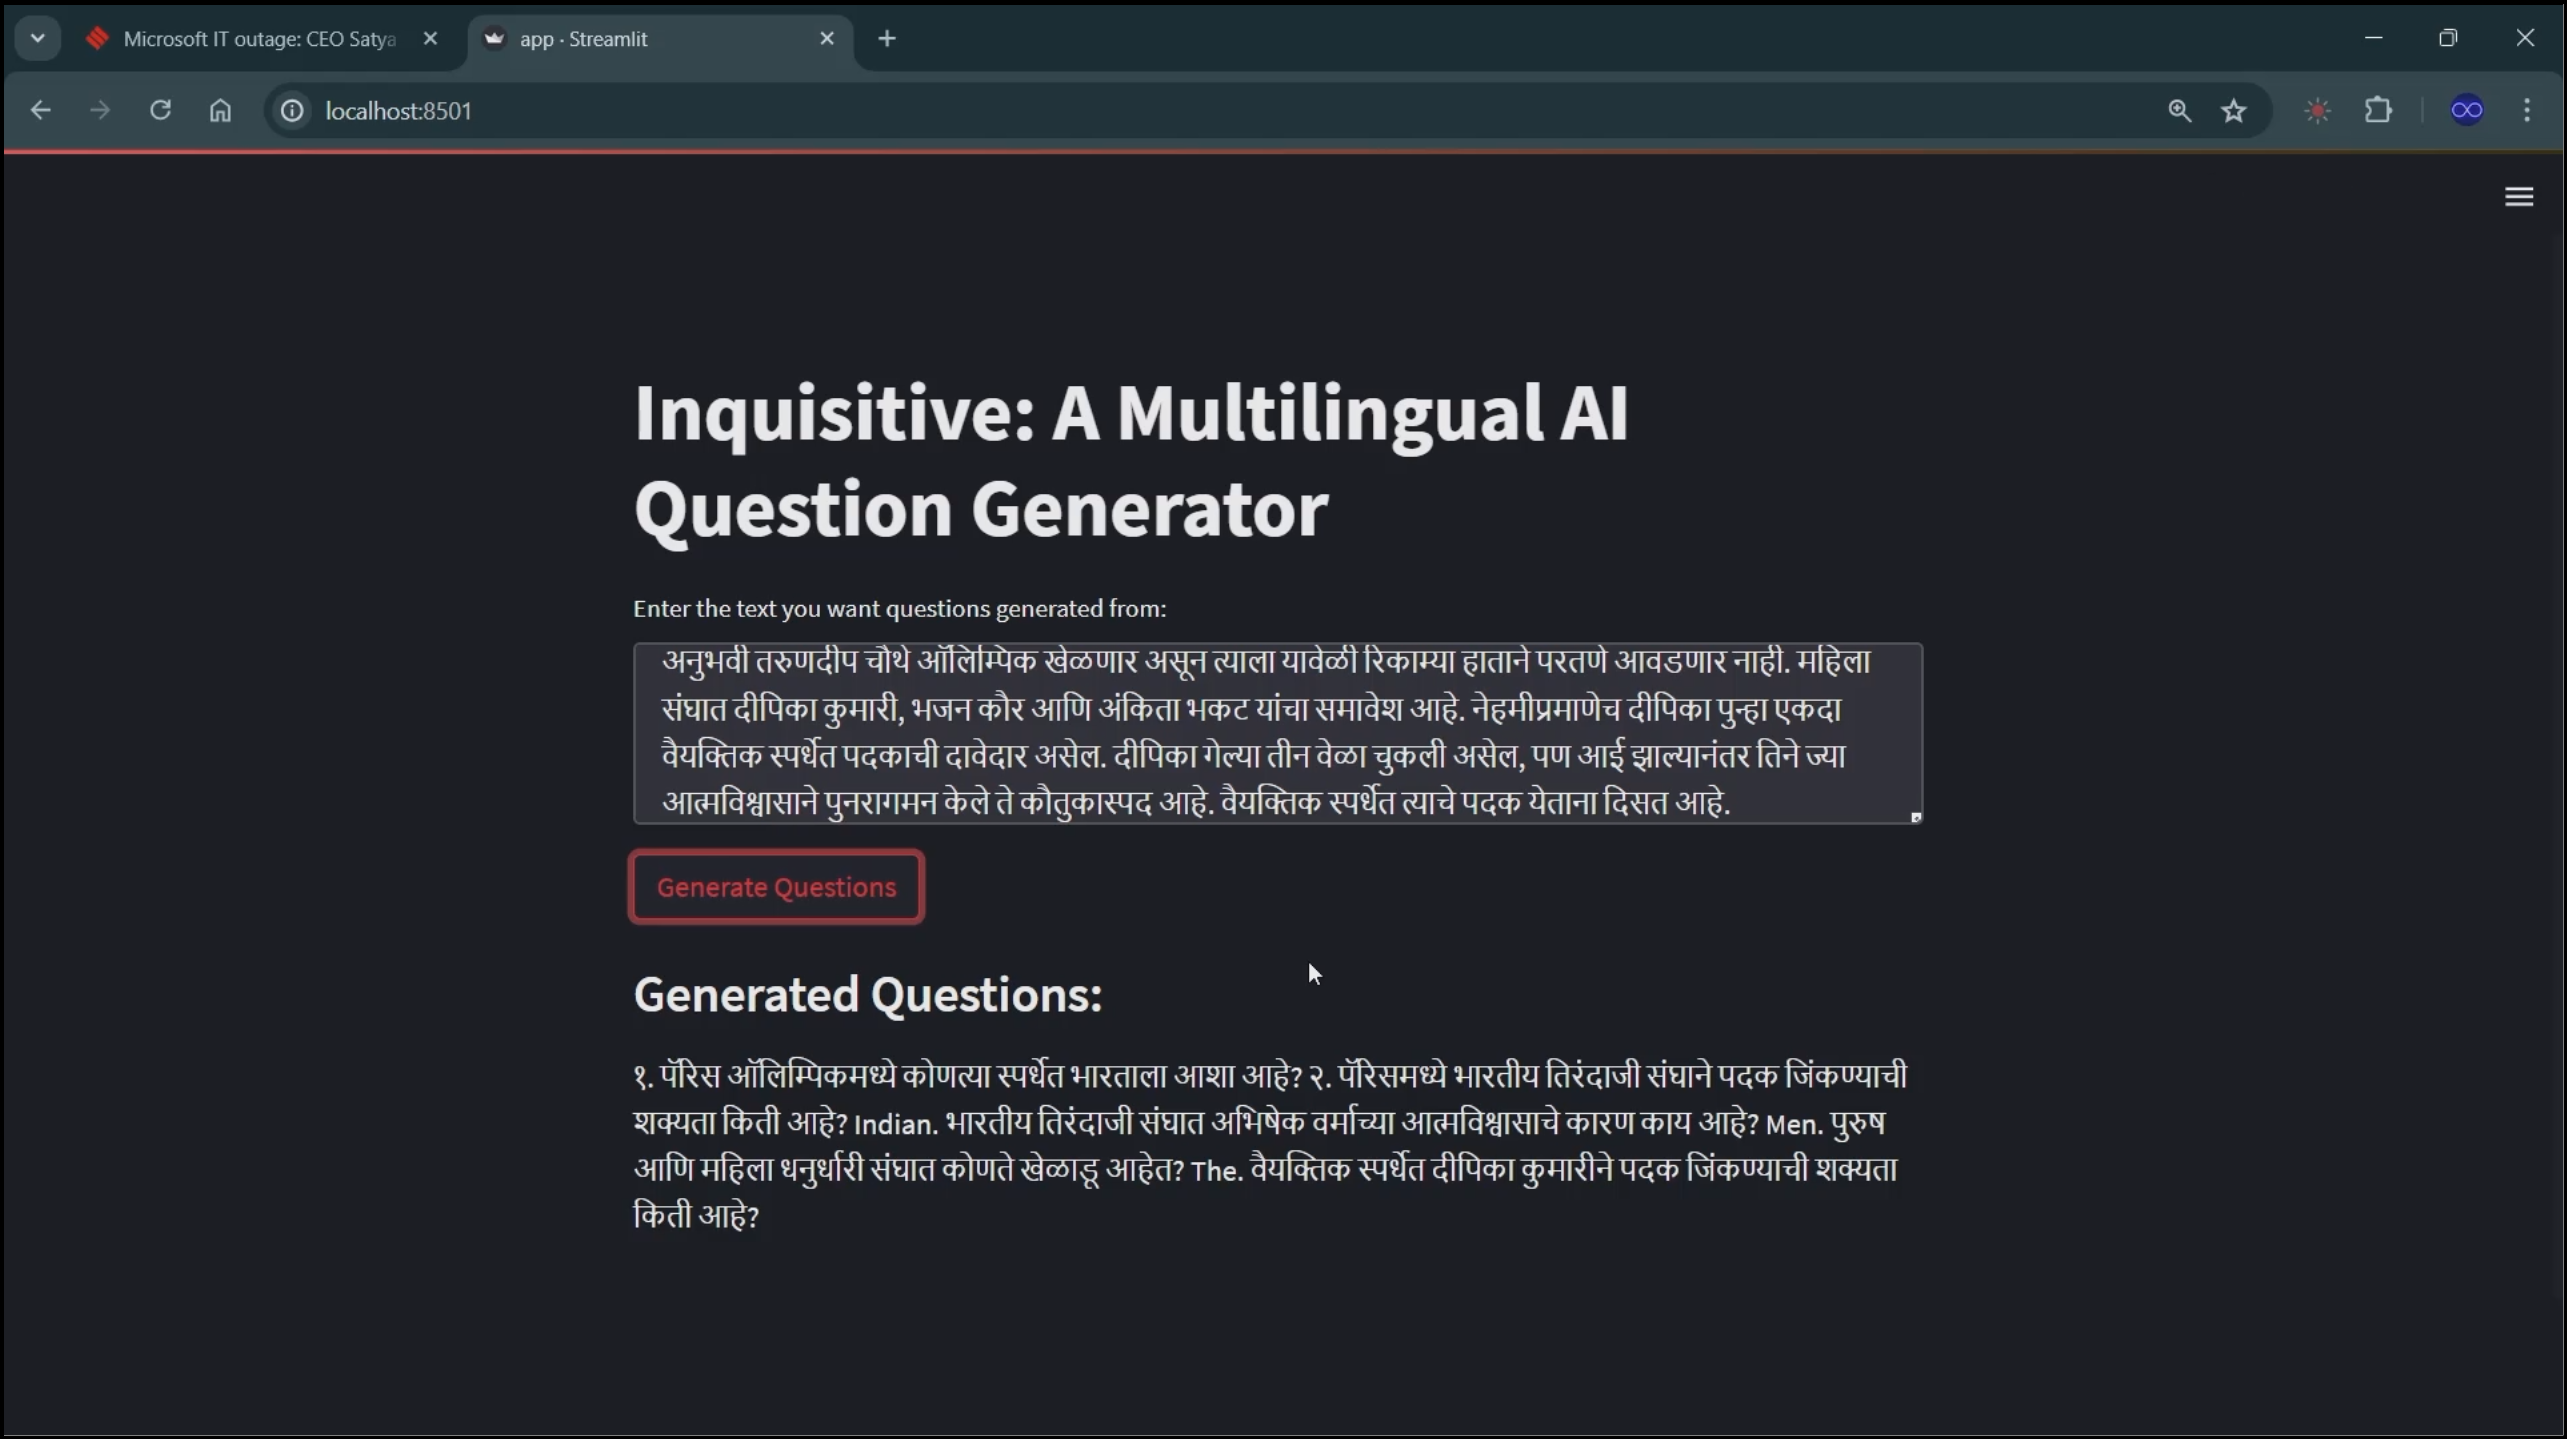 Microsoft IT outage: CEO Satya
app · Streamlit
localhost:8501
Inquisitive: A Multilingual AI
Question Generator
Enter the text you want questions generated from:
अनुभवी तरुणदीप चौथे ऑलिम्पिक खेळणार असून त्याला यावेळी रिकाम्या हाताने परतणे आवडणार नाही. महिला
संघात दीपिका कुमारी, भजन कौर आणि अंकिता भकट यांचा समावेश आहे. नेहमीप्रमाणेच दीपिका पुन्हा एकदा
वैयक्तिक स्पर्धेत पदकाची दावेदार असेल. दीपिका गेल्या तीन वेळा चुकली असेल, पण आई झाल्यानंतर तिने ज्या
आत्मविश्वासाने पुनरागमन केले ते कौतुकास्पद आहे. वैयक्तिक स्पर्धेत त्याचे पदक येताना दिसत आहे.
Generate Questions
Generated Questions:
१. पॅरिस ऑलिम्पिकमध्ये कोणत्या स्पर्धेत भारताला आशा आहे? २. पॅरिसमध्ये भारतीय तिरंदाजी संघाने पदक जिंकण्याची
शक्यता किती आहे? Indian. भारतीय तिरंदाजी संघात अभिषेक वर्माच्या आत्मविश्वासाचे कारण काय आहे? Men. पुरुष
आणि महिला धनुर्धारी संघात कोणते खेळाडू आहेत? The. वैयक्तिक स्पर्धेत दीपिका कुमारीने पदक जिंकण्याची शक्यता
किती आहे?